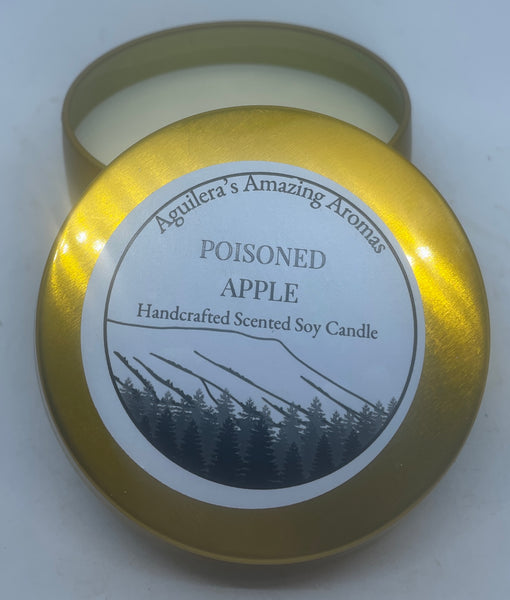 Aguilera's Amazing Aromas
POISONED
APPLE
Handcrafted Scented Soy Candle